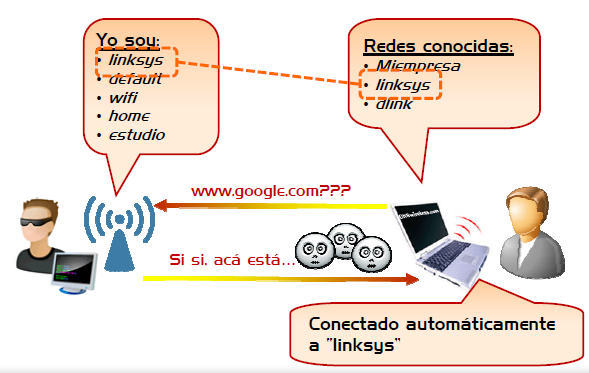 Yo soy:
• linksys
• default
• wifi
• home
• estudio
Redes conocidas:
• Miempresa
• linksys
• dlink
www.google.com???
Si si. acá está...
Conectado automáticamente
a "linksys"